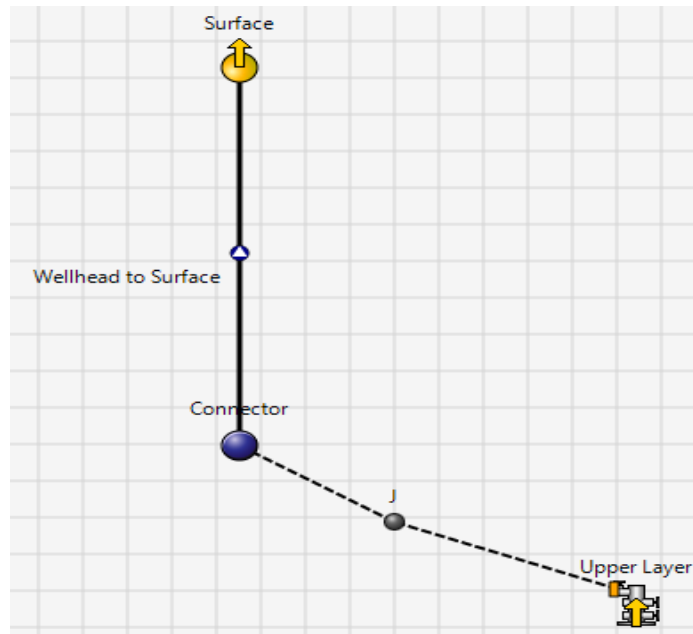 Surface
Wellhead to Surface
Connector
J
Upper Layer